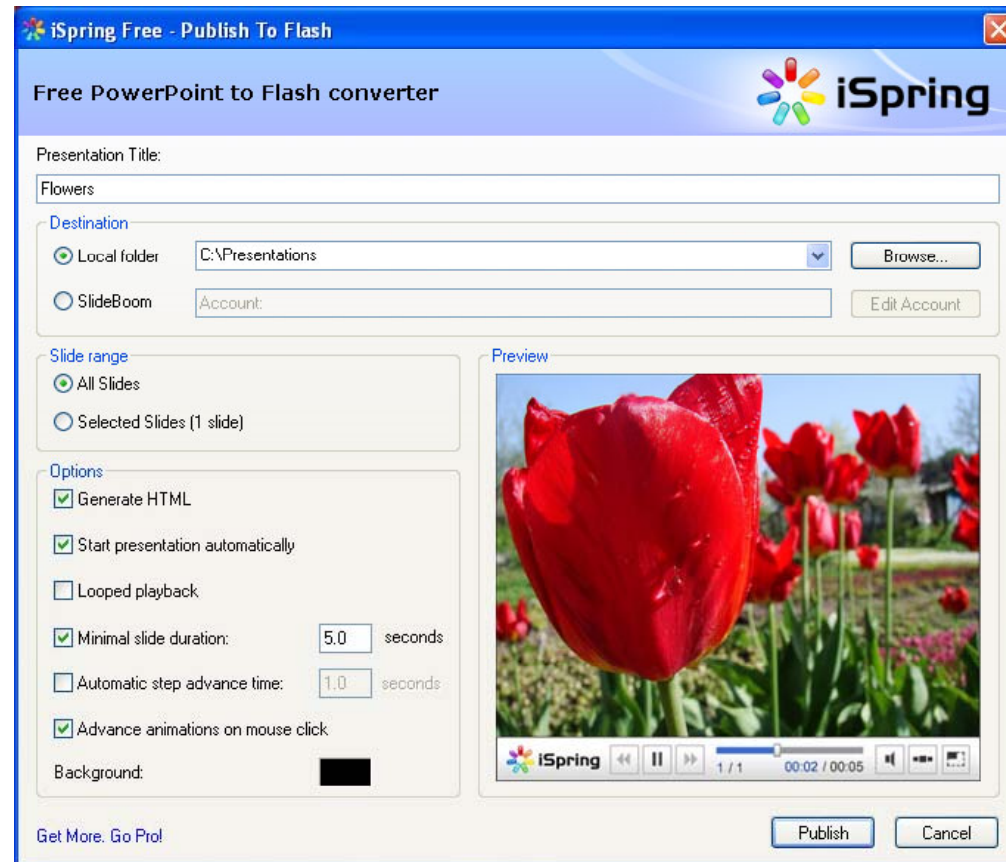 iSpring Free - Publish To Flash
Free PowerPoint to Flash converter
iSpring
Presentation Title:
Flowers
Destination
Local folder
C:\Presentations
Browse...
SlideBoom
Account:
Edit Account
Slide range
All Slides
Selected Slides (1 slide)
Options
Generate HTML
Start presentation automatically
Looped playback
Minimal slide duration: 5.0 seconds
Automatic step advance time: 1.0 seconds
Advance animations on mouse click
Background:
Preview
iSpring
1 / 1
00:02 / 00:05
Get More. Go Pro!
Publish
Cancel